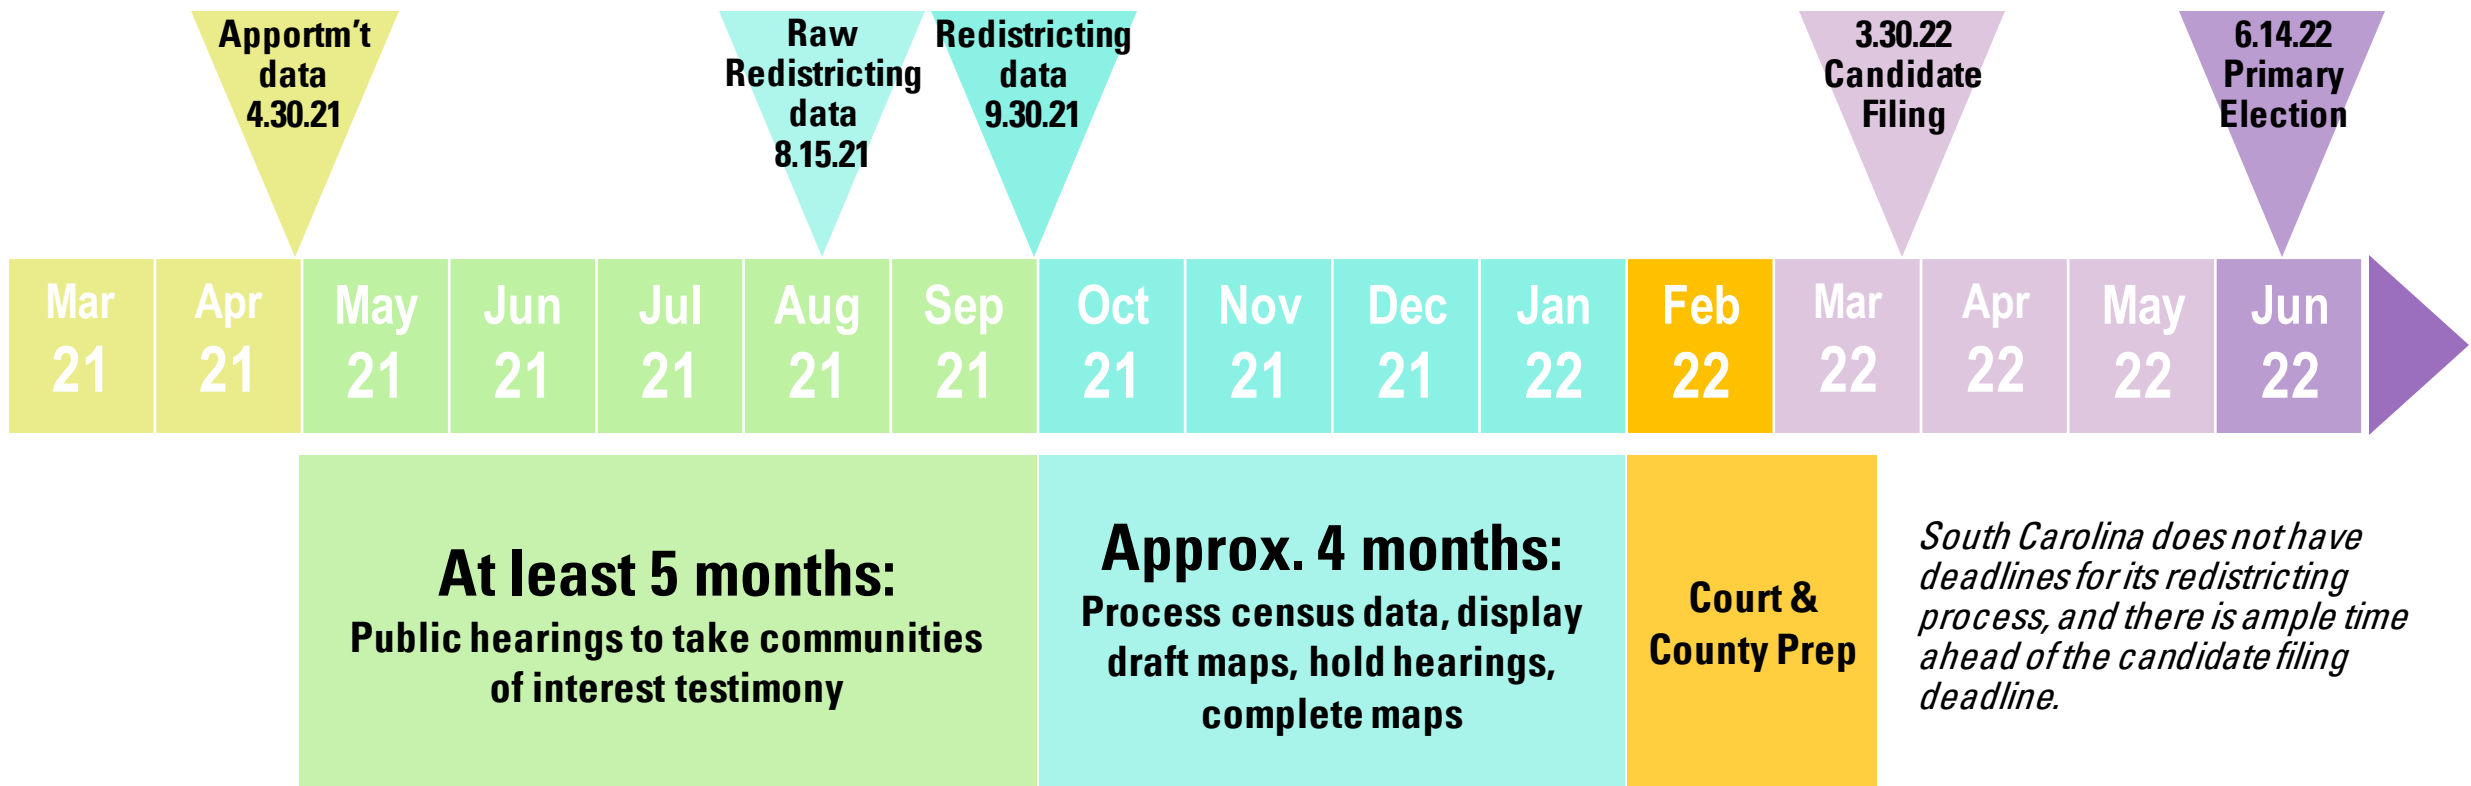 Apportm't
data
4.30.21
Raw
Redistricting
data
8.15.21
Redistricting
data
9.30.21
3.30.22
Candidate
Filing
6.14.22
Primary
Election
Mar
21
Apr
21
May
21
Jun
21
Jul
21
Aug
21
Sep
21
Oct
21
Nov
21
Dec
21
Jan
22
Feb
22
Mar
22
Apr
22
May
22
Jun
22
At least 5 months:
Public hearings to take communities
of interest testimony
Approx. 4 months:
Process census data, display
draft maps, hold hearings,
complete maps
Court &
County Prep
South Carolina does not have
deadlines for its redistricting
process, and there is ample time
ahead of the candidate filing
deadline.